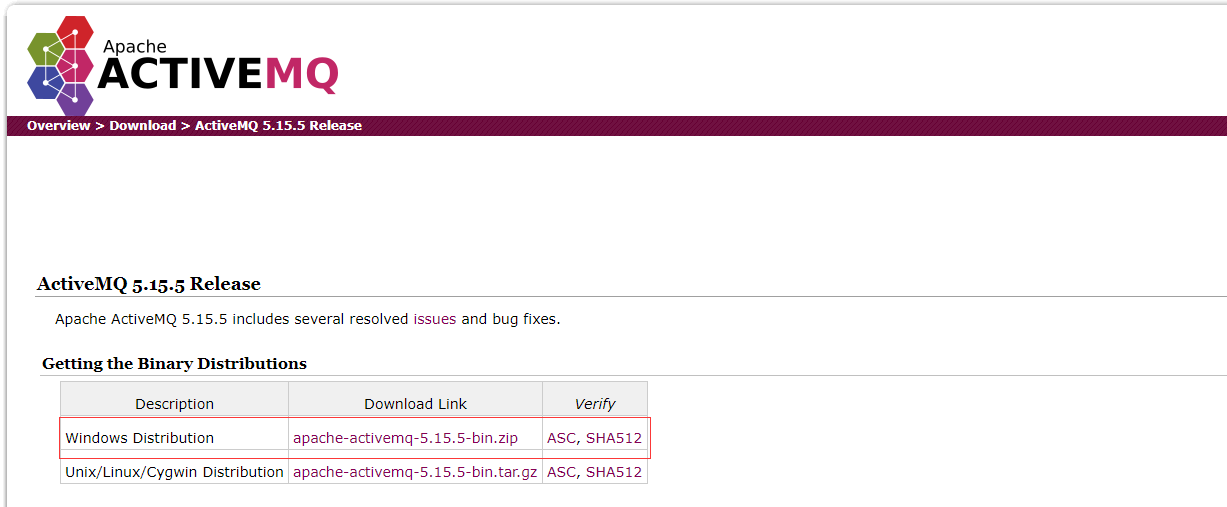 Apache
ACTIVEMQ
Overview > Download > ActiveMQ 5.15.5 Release
ActiveMQ 5.15.5 Release
Apache ActiveMQ 5.15.5 includes several resolved issues and bug fixes.
Getting the Binary Distributions
Description Download Link Verify
Windows Distribution apache-activemq-5.15.5-bin.zip ASC, SHA512
Unix/Linux/Cygwin Distribution apache-activemq-5.15.5-bin.tar.gz ASC, SHA512